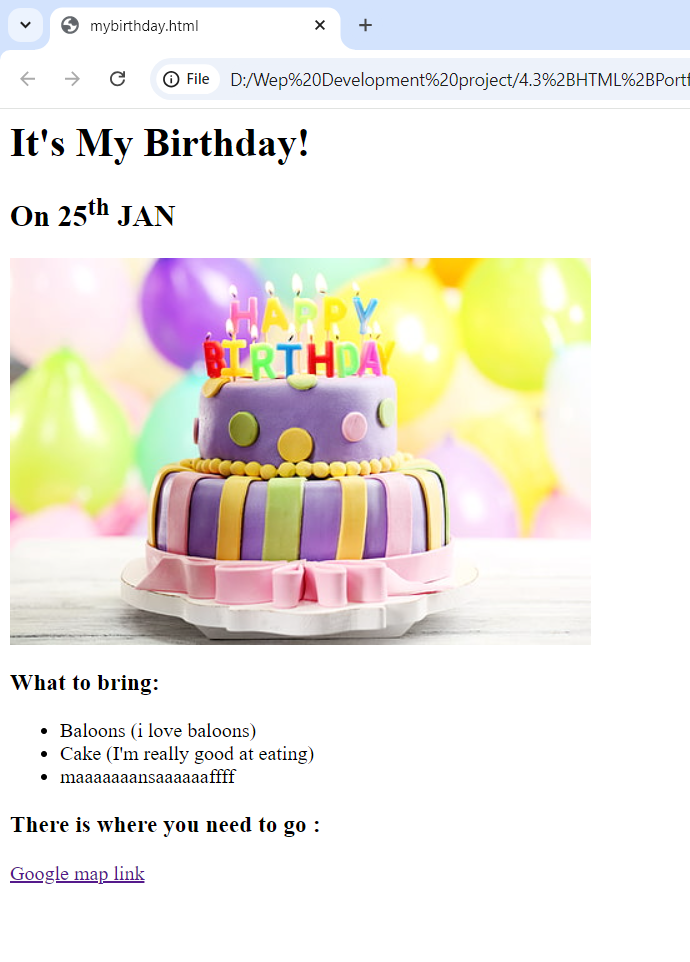 mybirthday.html
File D:/Wep%20Development%20project/4.3%2BHTML%2BPortf
It's My Birthday!
On 25th JAN
HAPPY
BIRTHDAY
What to bring:
Baloons (i love baloons)
Cake (I'm really good at eating)
maaaaaaansaaaaaaffff
There is where you need to go :
Google map link